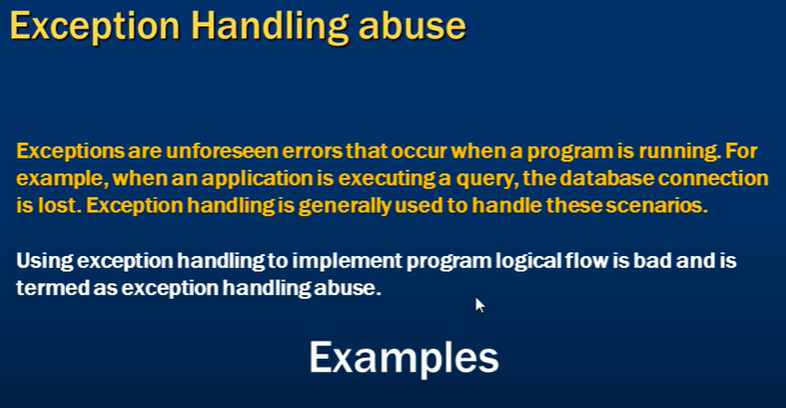 Exception Handling abuse
Exceptions are unforeseen errors that occur when a program is running. For
example, when an application is executing a query, the database connection
is lost. Exception handling is generally used to handle these scenarios.
Using exception handling to implement program logical flow is bad and is
termed as exception handling abuse.
Examples